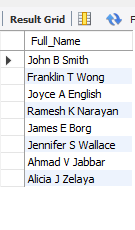 Result Grid
Full_Name
John B Smith
Franklin T Wong
Joyce A English
Ramesh K Narayan
James E Borg
Jennifer S Wallace
Ahmad V Jabbar
Alicia J Zelaya